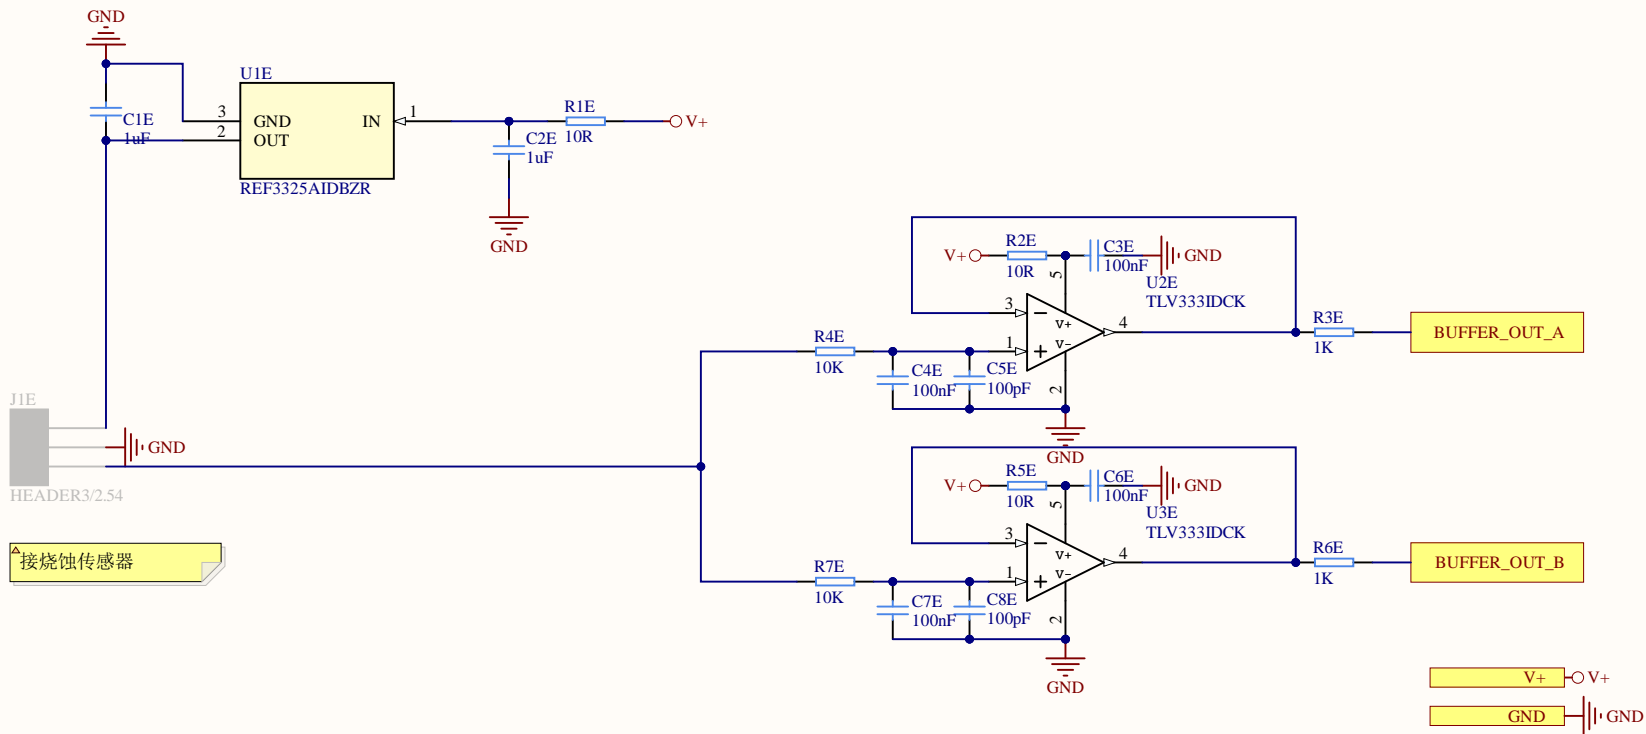 GND
U1E
C1E
1uF
3
GND
2
OUT
IN
1
REF3325AIDBZR
R1E
10R
V+
C2E
1uF
GND
V+
R2E
10R
5
C3E
100nF
GND
U2E
TLV333IDCK
3
1
V+
V-
4
2
R3E
1K
BUFFER_OUT_A
R4E
10K
C4E
100nF
C5E
100pF
GND
J1E
GND
HEADER3/2.54
接烧蚀传感器
V+
R5E
10R
5
C6E
100nF
GND
U3E
TLV333IDCK
3
1
V+
V-
4
2
R6E
1K
BUFFER_OUT_B
R7E
10K
C7E
100nF
C8E
100pF
GND
V+
V+
GND
GND